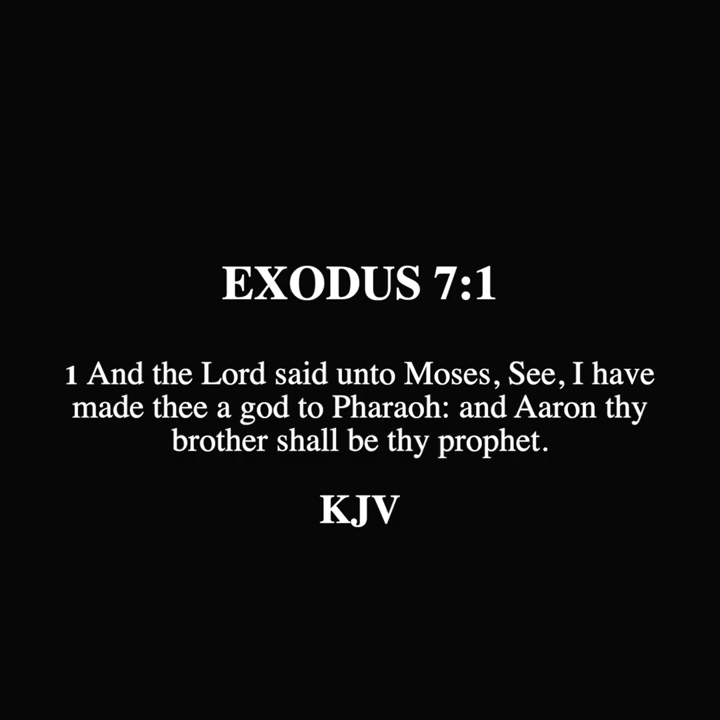 EXODUS 7:1
1 And the Lord said unto Moses, See, I have
made thee a god to Pharaoh: and Aaron thy
brother shall be thy prophet.
KJV